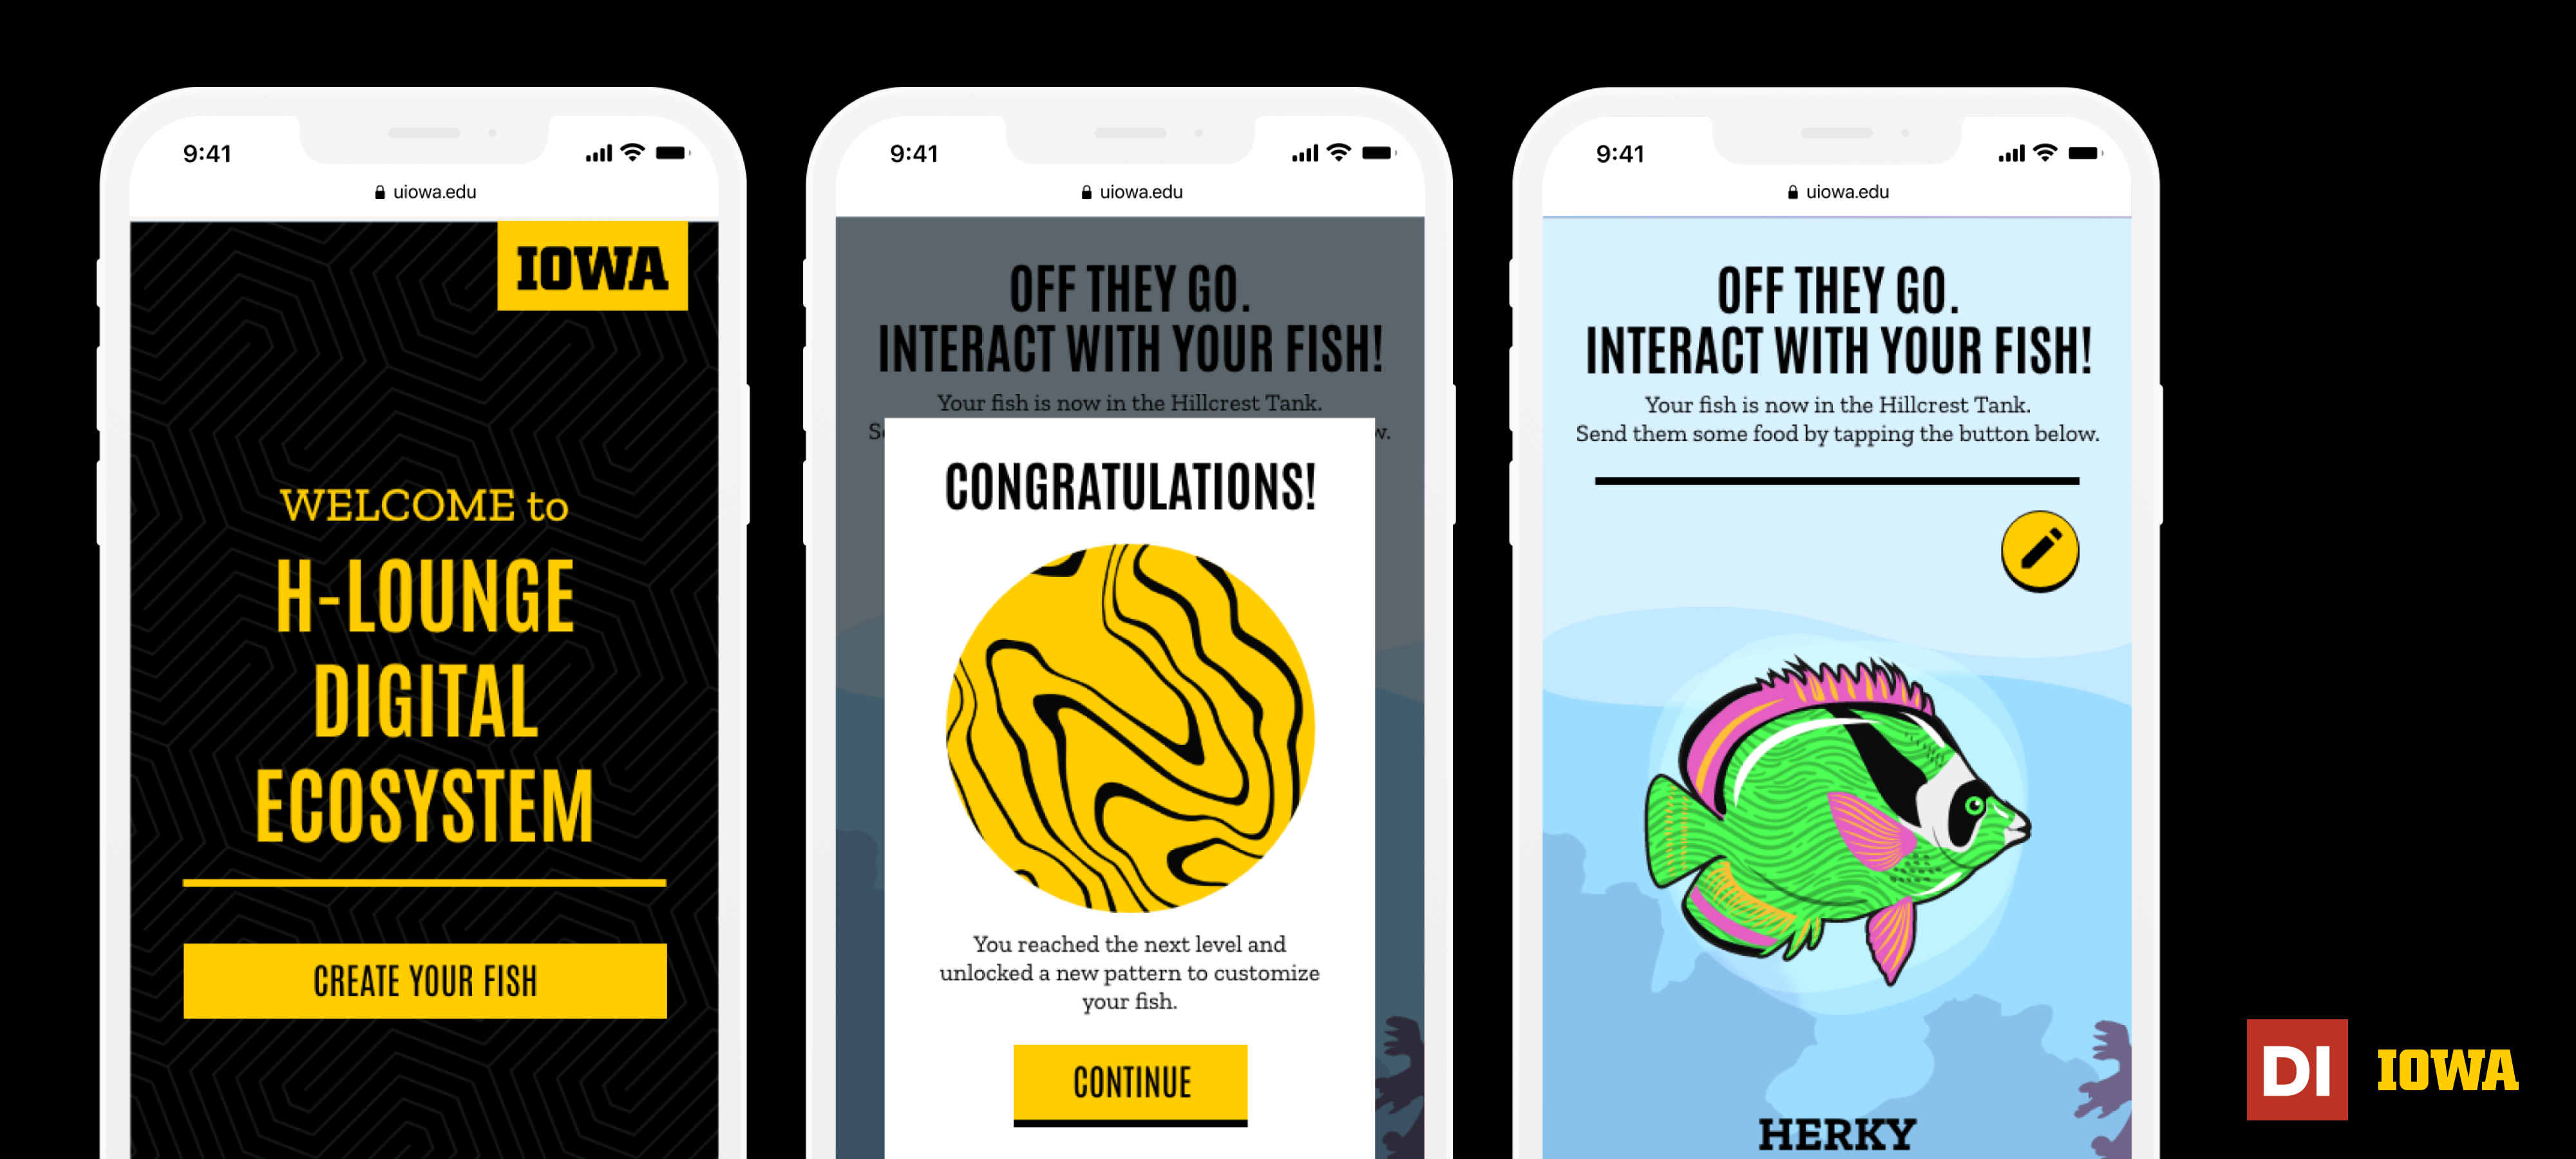 9:41
uiowa.edu
IOWA
WELCOME to
H-LOUNGE
DIGITAL
ECOSYSTEM
CREATE YOUR FISH
9:41
uiowa.edu
OFF THEY GO.
INTERACT WITH YOUR FISH!
Your fish is now in the Hillcrest Tank.
CONGRATULATIONS!
You reached the next level and
unlocked a new pattern to customize
your fish.
CONTINUE
9:41
uiowa.edu
OFF THEY GO.
INTERACT WITH YOUR FISH!
Your fish is now in the Hillcrest Tank.
Send them some food by tapping the button below.
HERKY
DI IOWA